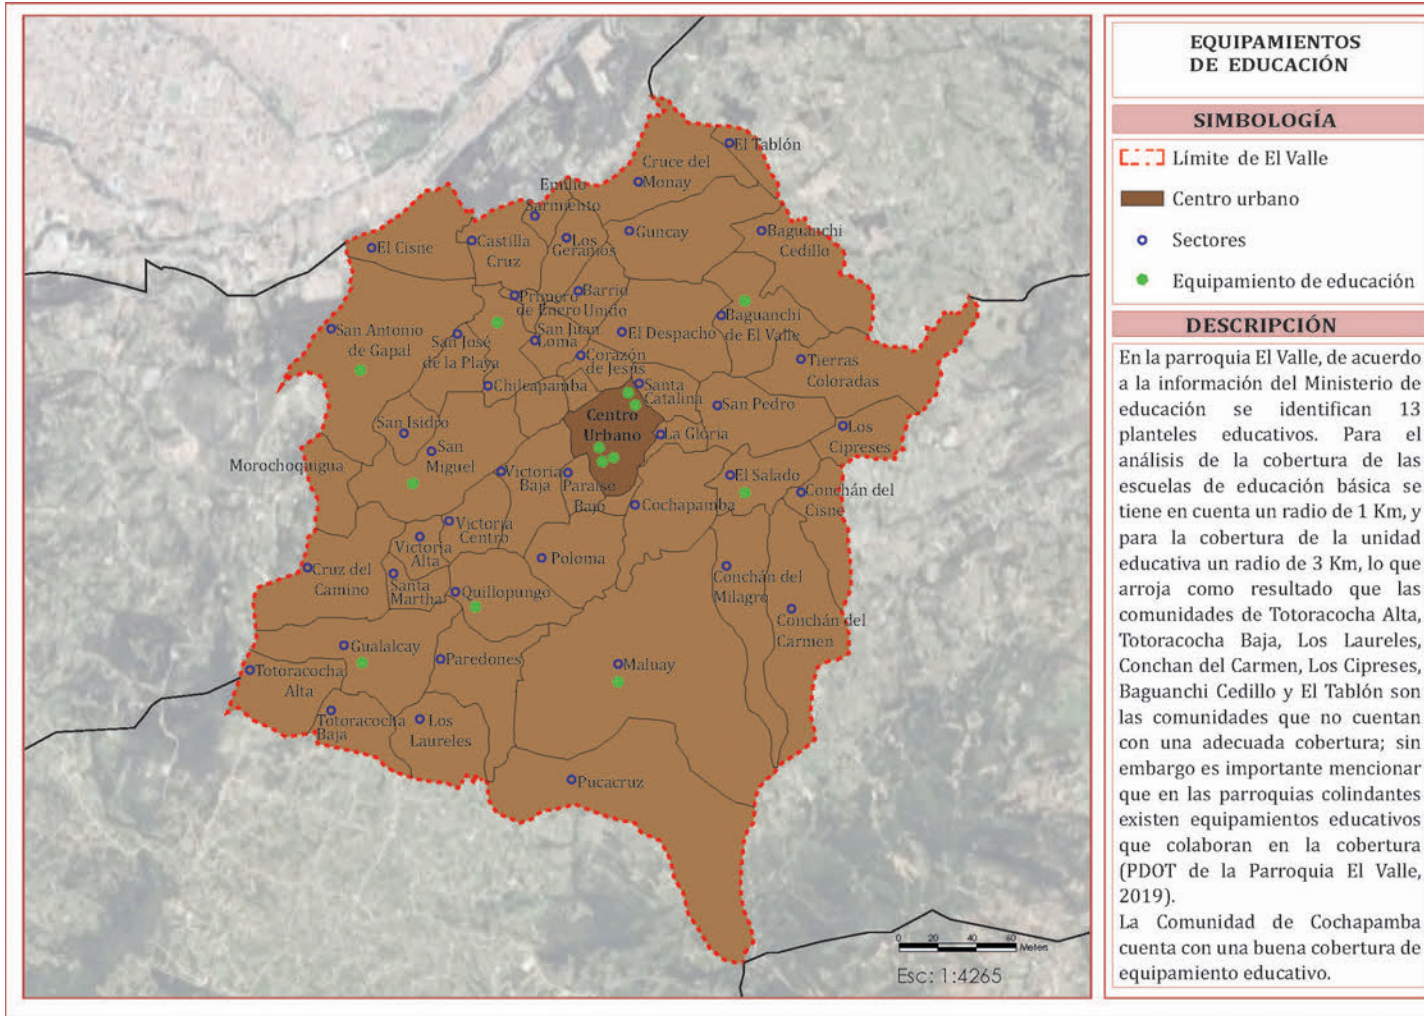 EQUIPAMIENTOS
DE EDUCACIÓN
SIMBOLOGÍA
Límite de El Valle
Centro urbano
Sectores
Equipamiento de educación
DESCRIPCIÓN
En la parroquia El Valle, de acuerdo
a la información del Ministerio de
educación se identifican 13
planteles educativos. Para el
análisis de la cobertura de las
escuelas de educación básica se
tiene en cuenta un radio de 1 Km, y
para la cobertura de la unidad
educativa un radio de 3 Km, lo que
arroja como resultado que las
comunidades de Totoracocha Alta,
Totoracocha Baja, Los Laureles,
Conchan del Carmen, Los Cipreses,
Baguanchi Cedillo y El Tablón son
las comunidades que no cuentan
con una adecuada cobertura; sin
embargo es importante mencionar
que en las parroquias colindantes
existen equipamientos educativos
que colaboran en la cobertura
(PDOT de la Parroquia El Valle,
2019).
La Comunidad de Cochapamba
cuenta con una buena cobertura de
equipamiento educativo.
El Tablón
Cruce del
Monay
Emilio
Sarmiento
El Cisne
Castilla
Cruz
Los
Geranios
Guncay
Baguanchi
Cedillo
Primero
de Enero
Barrio
Unido
San Antonio
de Gapal
San José
de la Playa
San Juan
Loma
El Despacho
Baguanchi
de El Valle
Corazón
de Jesús
Tierras
Coloradas
Chilcapamba
Santa
Catalina
San Pedro
Centro
Urbano
La Gloria
Los
Cipreses
San Isidro
San
Miguel
Morochoquigua
Victoria
Baja
Paraiso
Bajo
El Salado
Cochapamba
Conchán del
Cisne
Victoria
Centro
Victoria
Alta
Poloma
Cruz del
Camino
Santa
Martha
Quillopungo
Conchán del
Milagro
Conchán del
Carmen
Gualalcay
Paredones
Maluay
Totoracocha
Alta
Totoracocha
Baja
Los
Laureles
Pucacruz
0 20 40 60
Meters
Esc: 1:4265